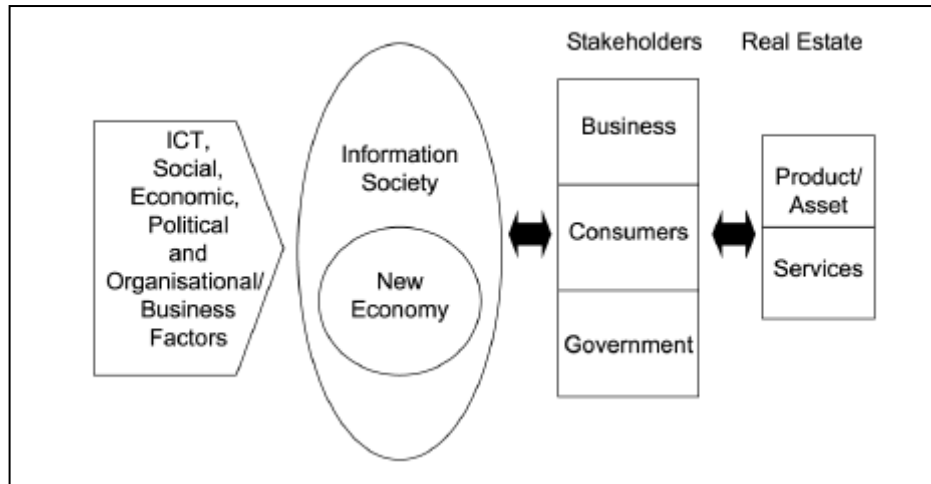 Stakeholders
Real Estate
ICT,
Social,
Economic,
Political
and
Organisational/
Business
Factors
Information
Society
New
Economy
Business
Consumers
Government
Product/
Asset
Services